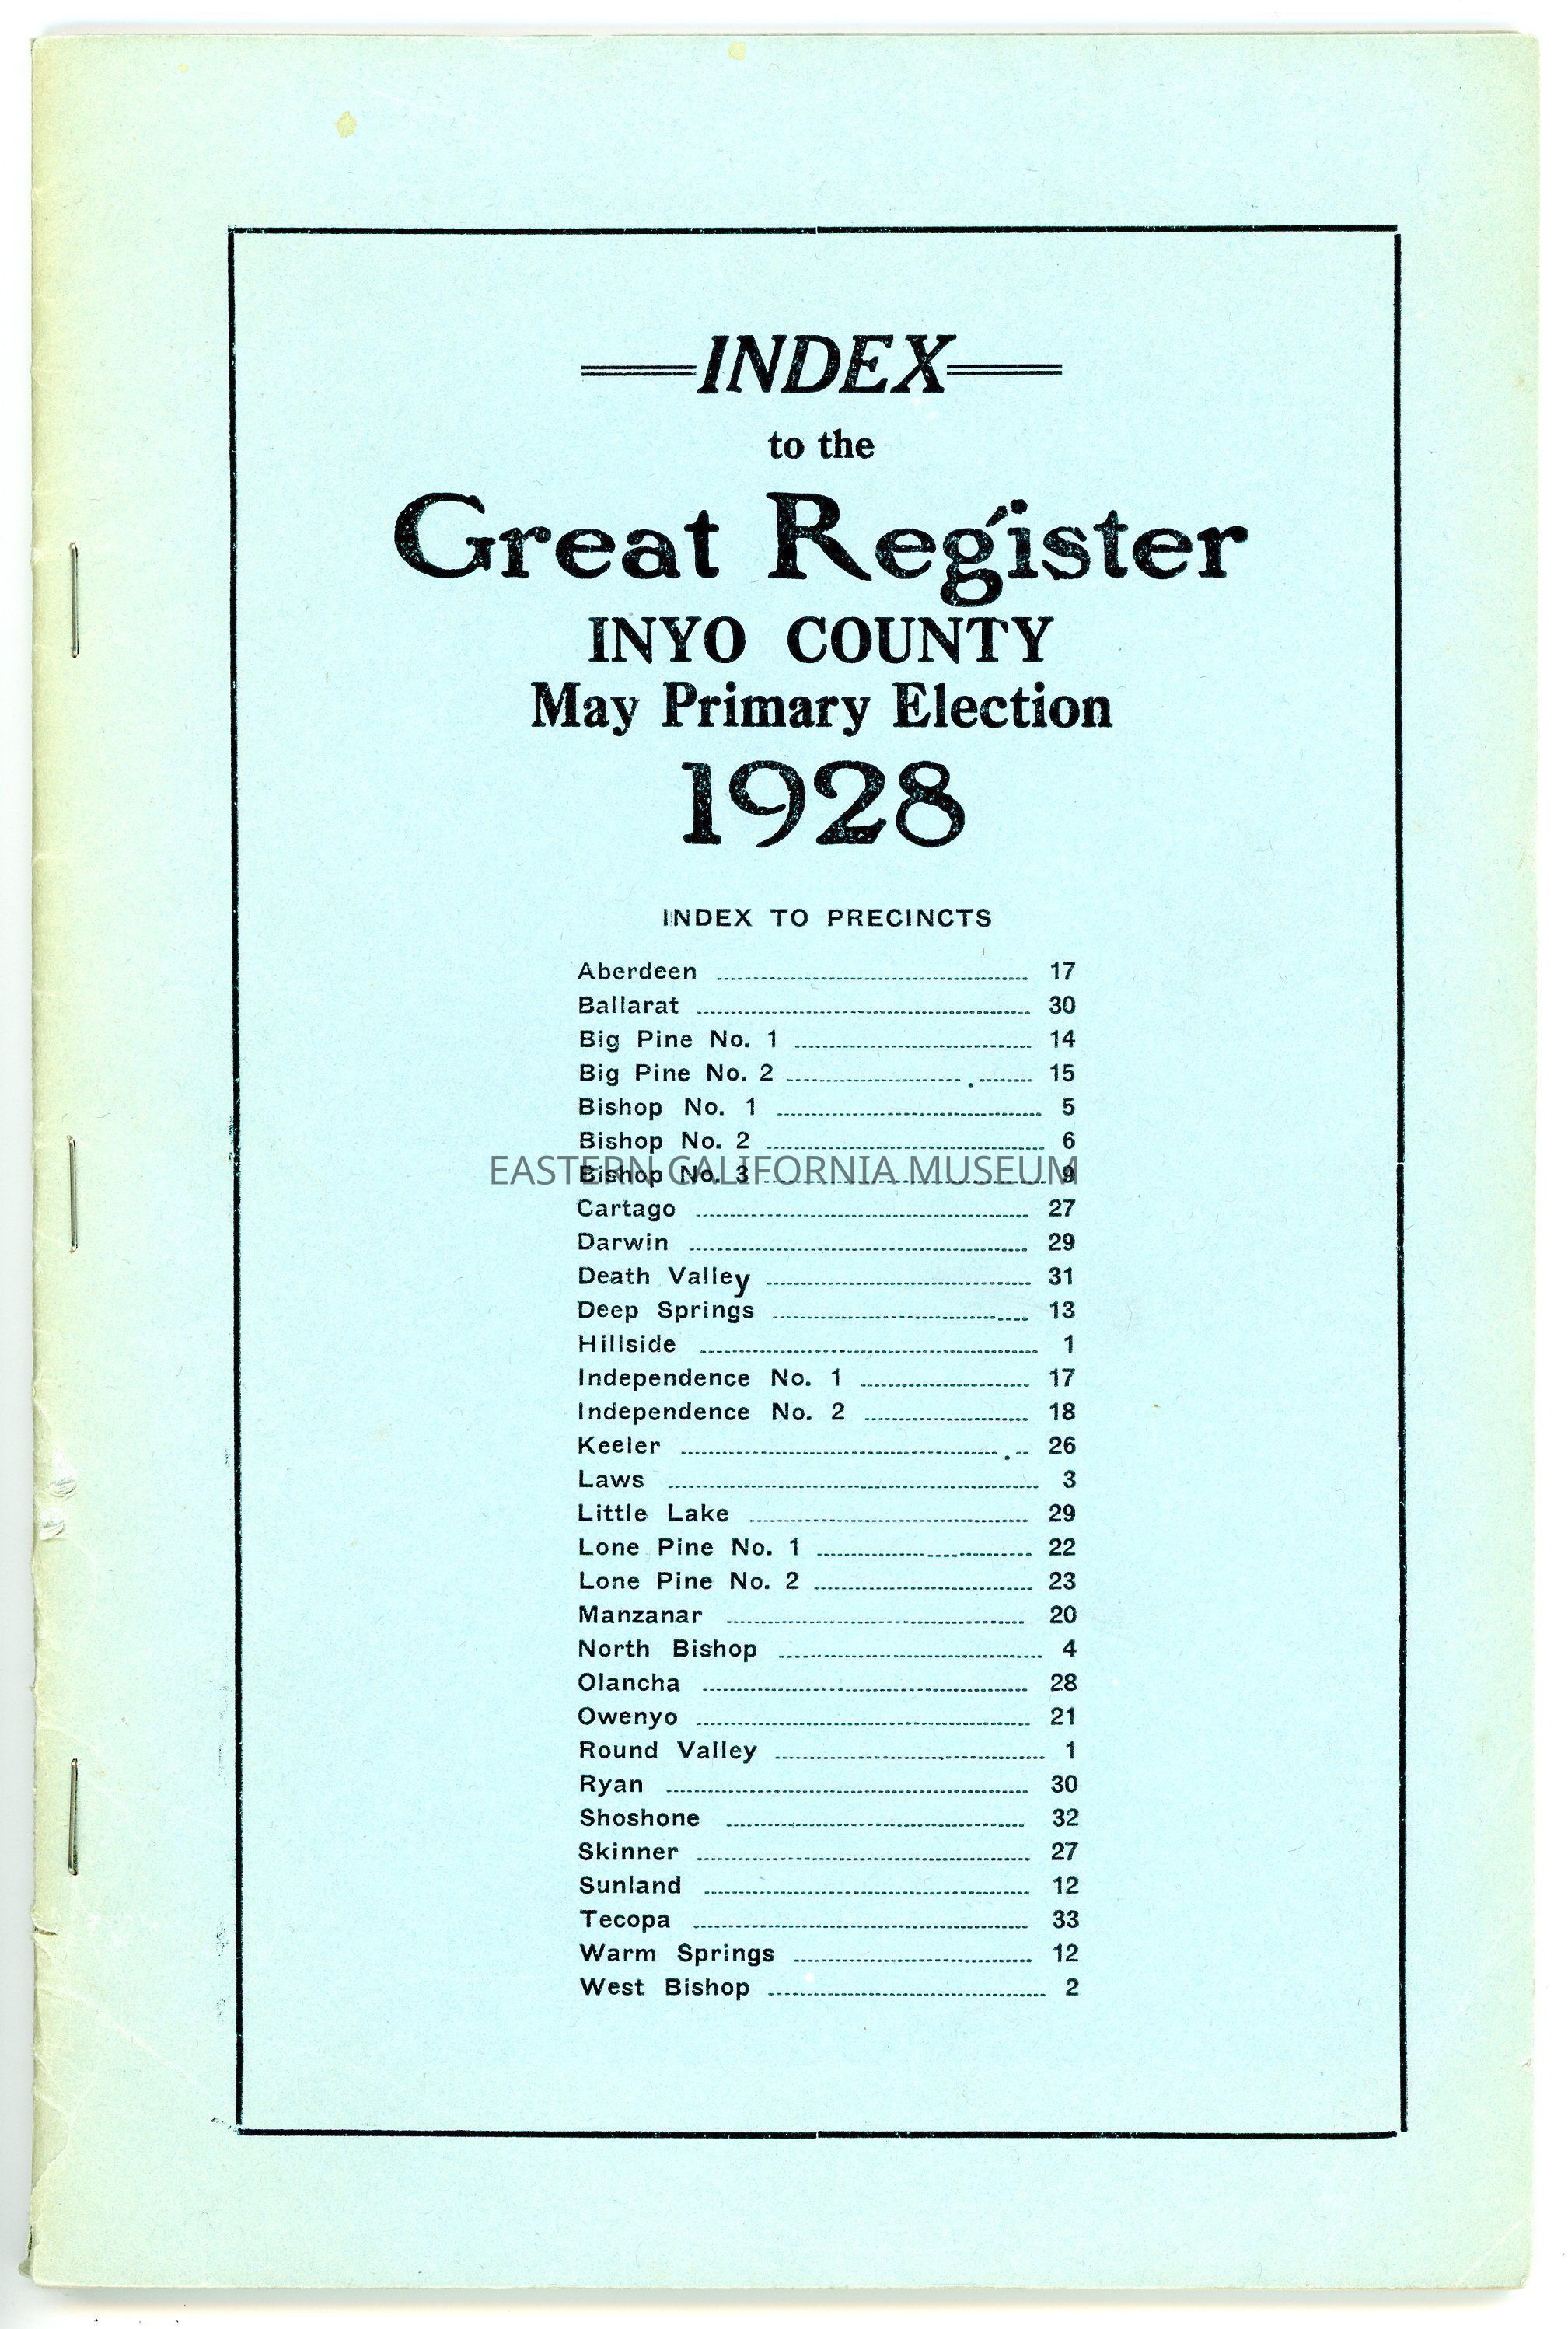 INDEX
to the
Great Register
INYO COUNTY
May Primary Election
1928
INDEX TO PRECINCTS
Aberdeen 17
Ballarat 30
Big Pine No. 1 14
Big Pine No. 2 15
Bishop No. 1 5
Bishop No. 2 6
Bishop No. 3 9
EASTERN CALIFORNIA MUSEUM
Cartago 27
Darwin 29
Death Valley 31
Deep Springs 13
Hillside 1
Independence No. 1 17
Independence No. 2 18
Keeler 26
Laws 3
Little Lake 29
Lone Pine No. 1 22
Lone Pine No. 2 23
Manzanar 20
North Bishop 4
Olancha 28
Owenyo 21
Round Valley 1
Ryan 30
Shoshone 32
Skinner 27
Sunland 12
Tecopa 33
Warm Springs 12
West Bishop 2